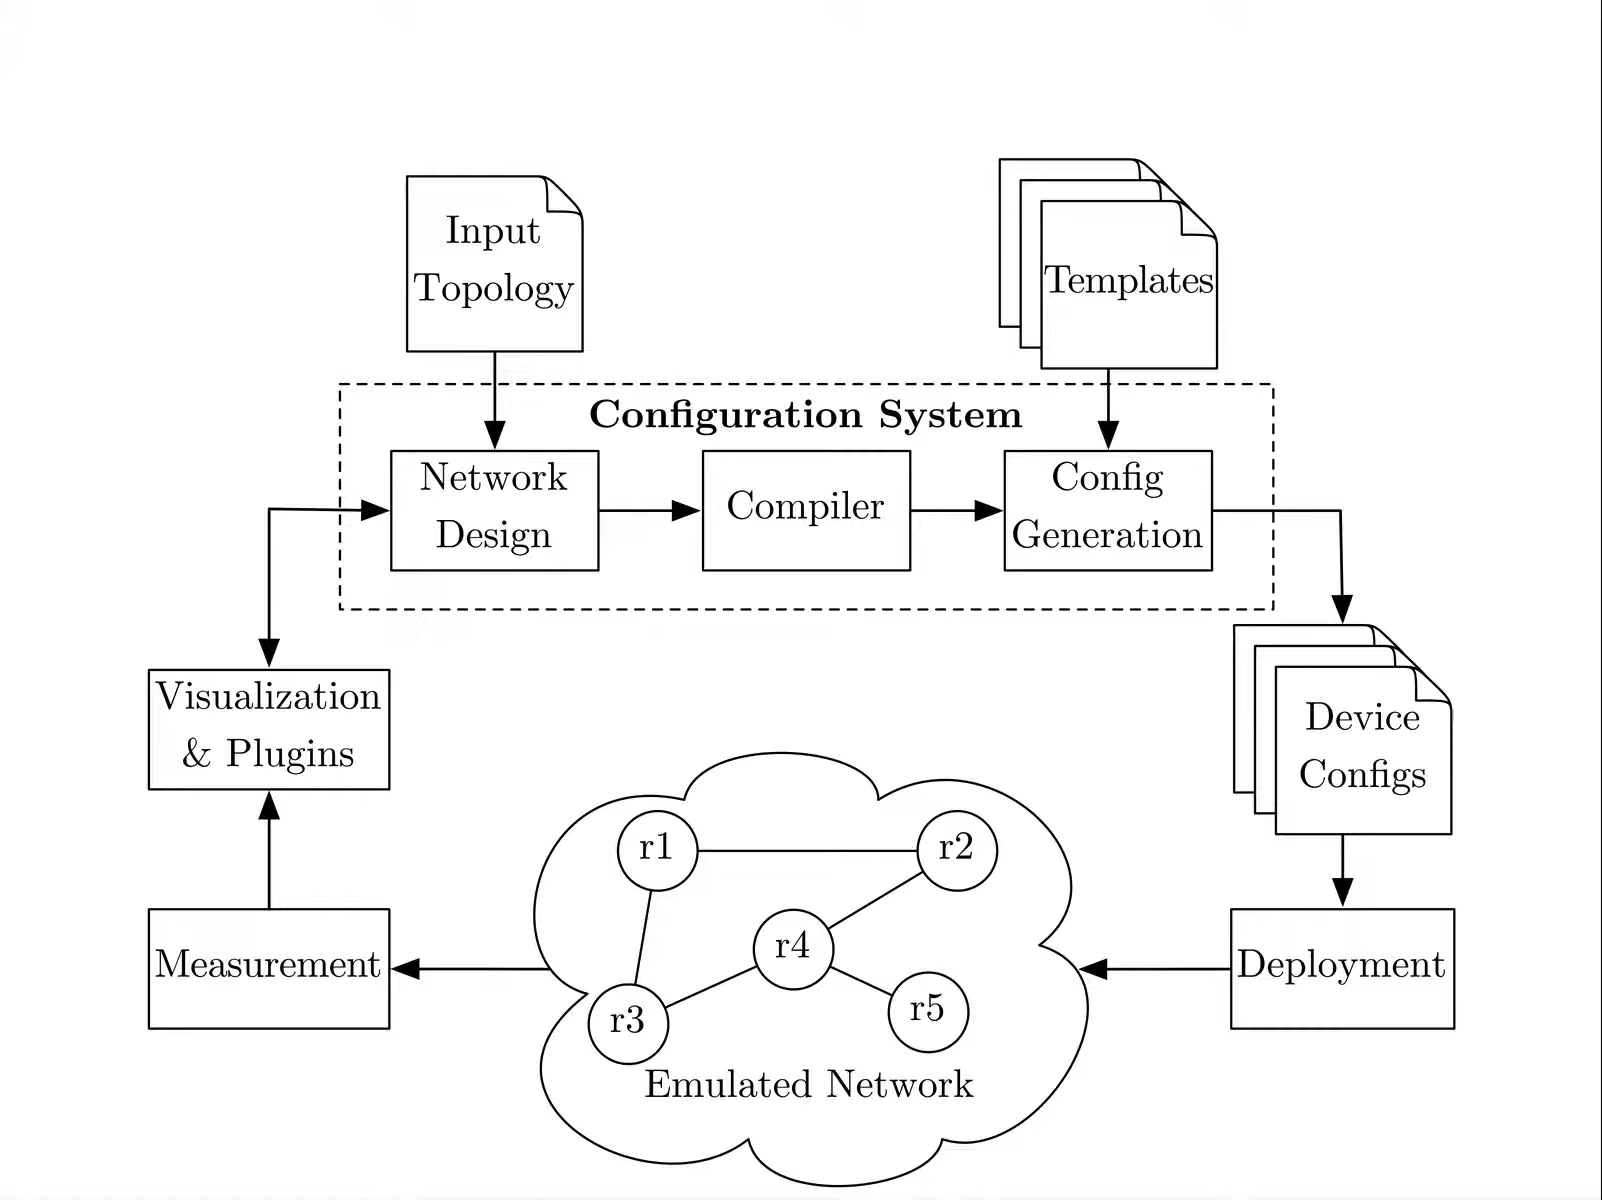 Input
Topology
Templates
Configuration System
Network
Design
Compiler
Config
Generation
Visualization
& Plugins
Device
Configs
r1
r2
r4
r3
r5
Measurement
Deployment
Emulated Network